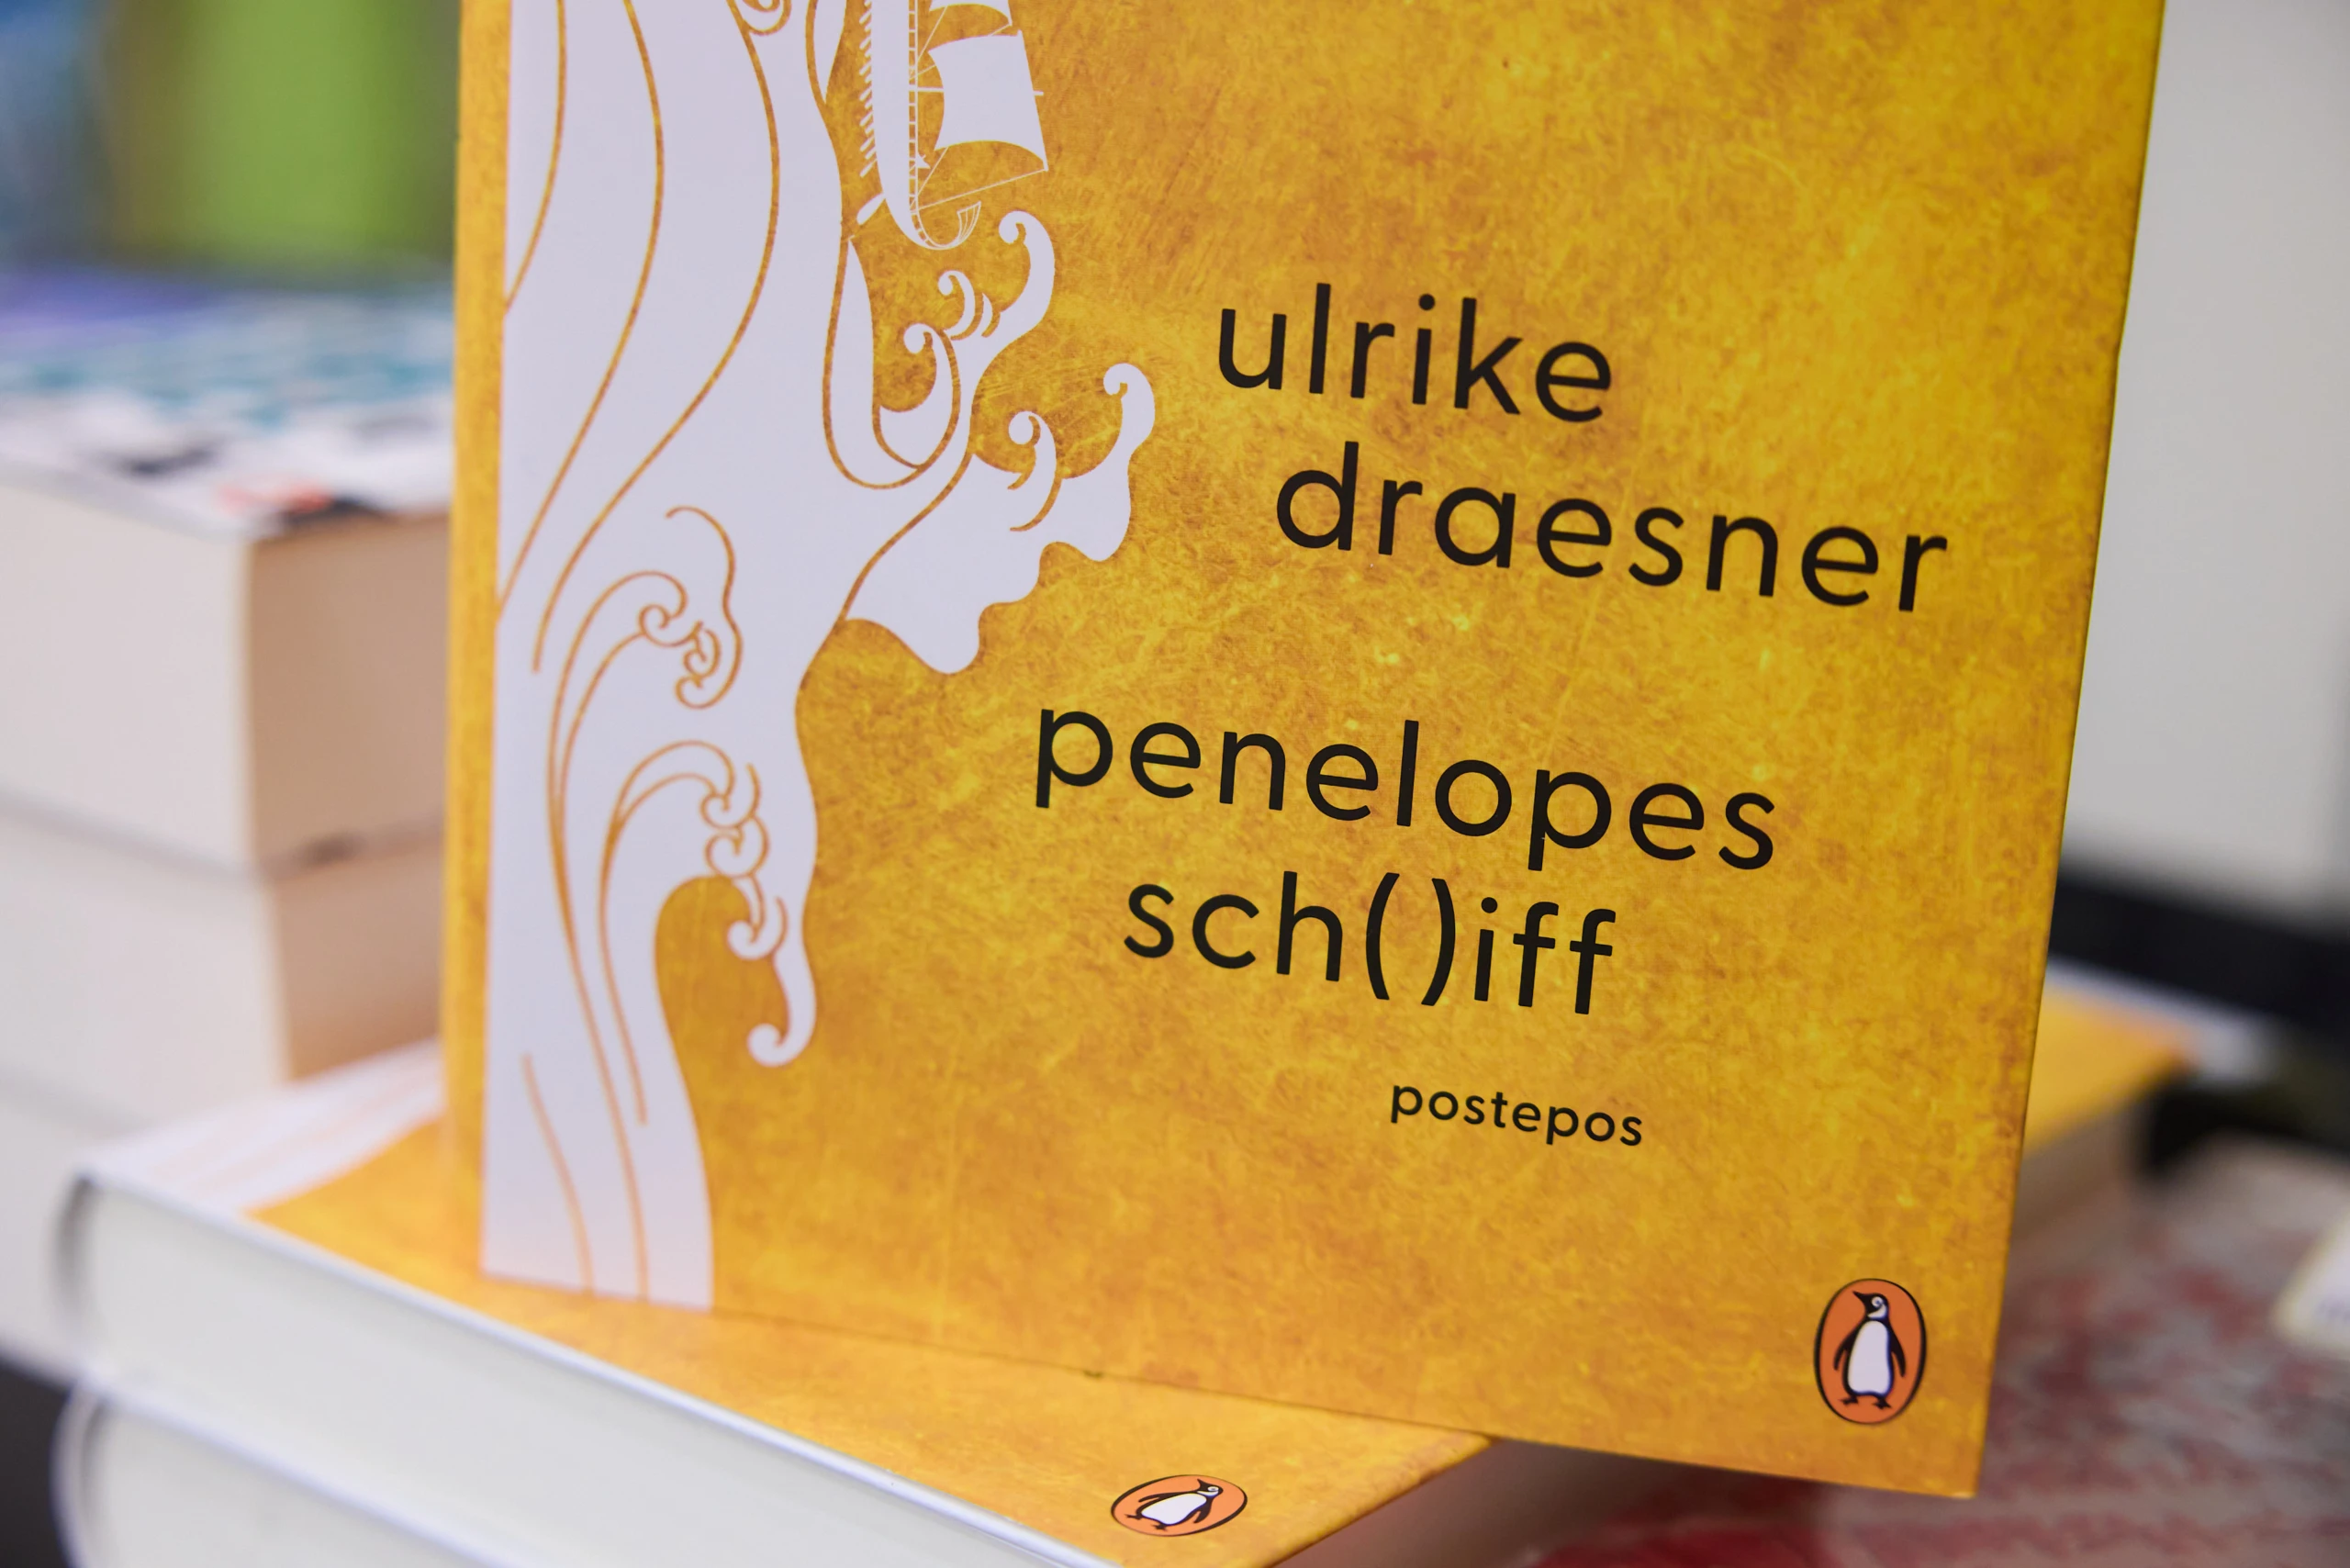 ulrike
draesner
penelopes
sch( )iff
postepos